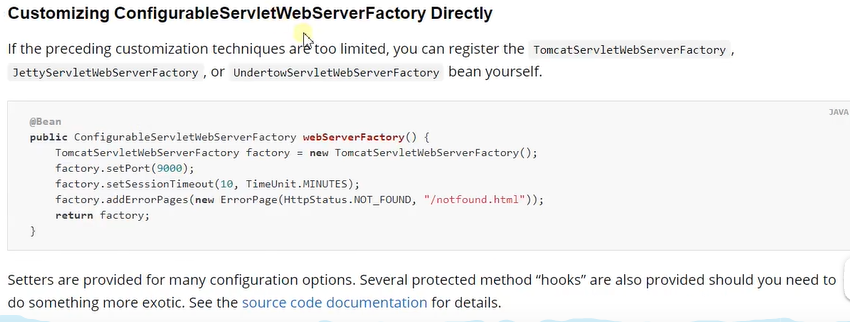 Customizing ConfigurableServletWebServerFactory Directly
If the preceding customization techniques are too limited, you can register the TomcatServletWebServerFactory,
JettyServletWebServerFactory, or UndertowServletWebServerFactory bean yourself.
JAVA
@Bean
public ConfigurableServletWebServerFactory webServerFactory() {
    TomcatServletWebServerFactory factory = new TomcatServletWebServerFactory();
    factory.setPort(9000);
    factory.setSessionTimeout(10, TimeUnit.MINUTES);
    factory.addErrorPages(new ErrorPage(HttpStatus.NOT_FOUND, "/notfound.html"));
    return factory;
}
Setters are provided for many configuration options. Several protected method “hooks” are also provided should you need to
do something more exotic. See the source code documentation for details.